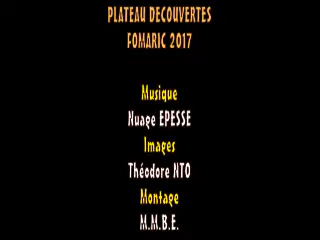 PLATEAU DECOUVERTES
FOMARIC 2017
Musique
Nuage EPESSE
Images
Théodore NTO
Montage
M.M.B.E.